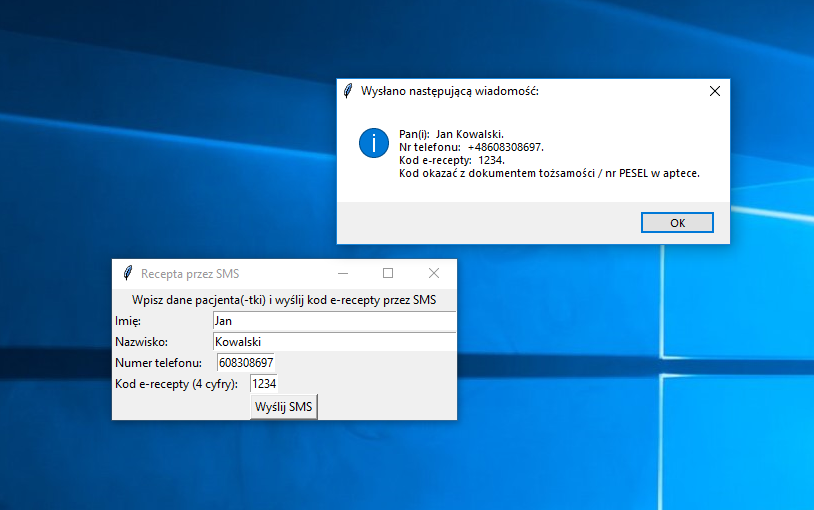 Wysłano następującą wiadomość:
Pan(i): Jan Kowalski.
Nr telefonu: +48608308697.
Kod e-recepty: 1234.
Kod okazać z dokumentem tożsamości / nr PESEL w aptece.
OK
Recepta przez SMS
Wpisz dane pacjenta(-tki) i wyślij kod e-recepty przez SMS
Imię: Jan
Nazwisko: Kowalski
Numer telefonu: 608308697
Kod e-recepty (4 cyfry): 1234
Wyślij SMS